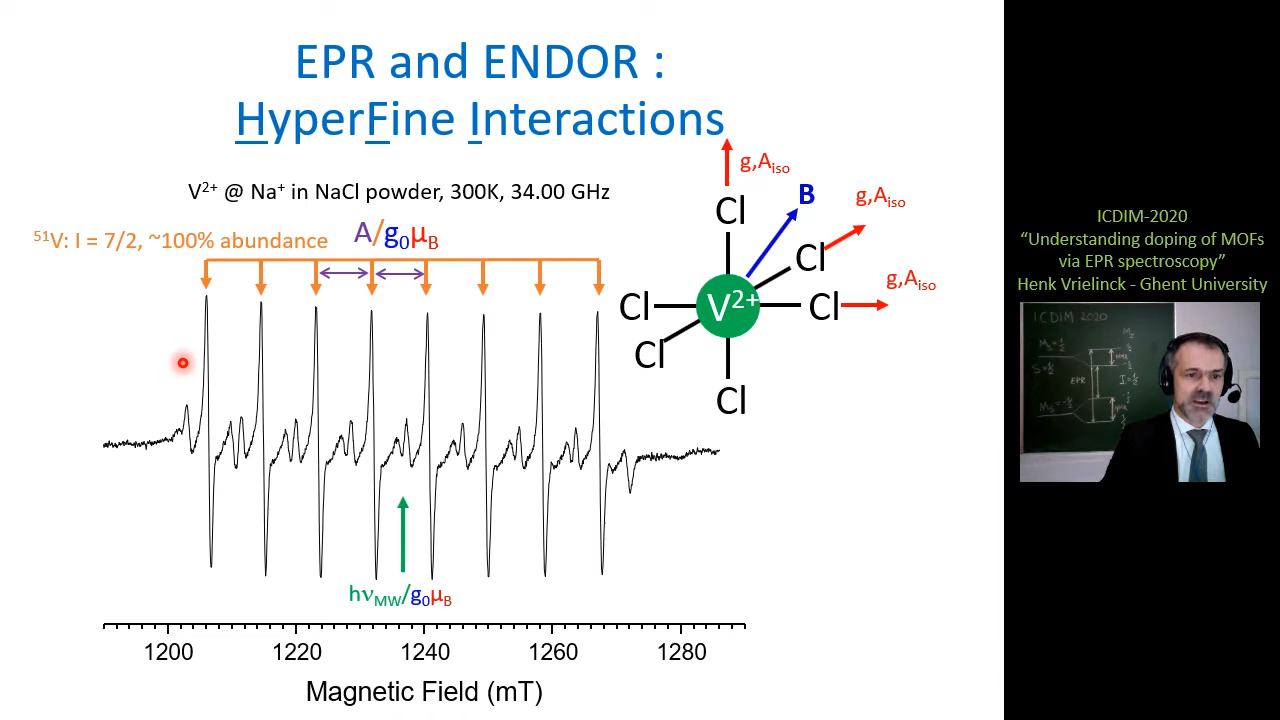 EPR and ENDOR :
HyperFine Interactions
V²⁺ @ Na⁺ in NaCl powder, 300K, 34.00 GHz
⁵¹V: I = 7/2, ~100% abundance
A/g₀μB
hνMW/g₀μB
1200 1220 1240 1260 1280
Magnetic Field (mT)
g,Aiso
B
g,Aiso
Cl
Cl
g,Aiso
Cl V²⁺ Cl
Cl
Cl
ICDIM-2020
"Understanding doping of MOFs
via EPR spectroscopy"
Henk Vrielinck - Ghent University
ICDIM 2020
EPR